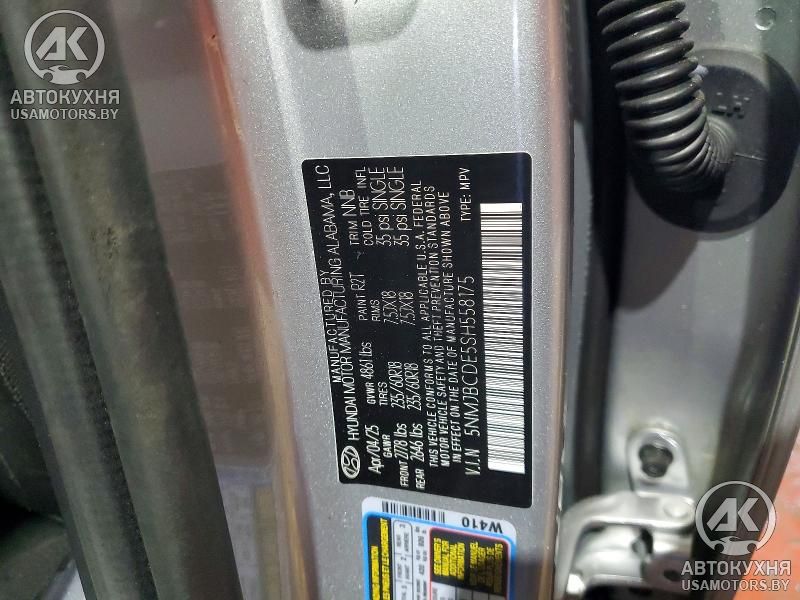 AK
АВТОКУХНЯ
USAMOTORS.BY
MANUFACTURED BY
HYUNDAI MOTOR MANUFACTURING ALABAMA, LLC
Apr/04/25 GVWR 4861 lbs PAINT R2T TRIM NNB
GAWR TIRES RIMS COLD TIRE INFL
FRONT 2778 lbs 235/60R18 7.5JX18 35 psi SINGLE
REAR 2646 lbs 235/60R18 7.5JX18 35 psi SINGLE
THIS VEHICLE CONFORMS TO ALL APPLICABLE U.S.A. FEDERAL
MOTOR VEHICLE SAFETY AND THEFT PREVENTION STANDARDS
IN EFFECT ON THE DATE OF MANUFACTURE SHOWN ABOVE
V.I.N 5NMJBCDE5SH558175 TYPE: MPV
W410
AK
АВТОКУХНЯ
USAMOTORS.BY